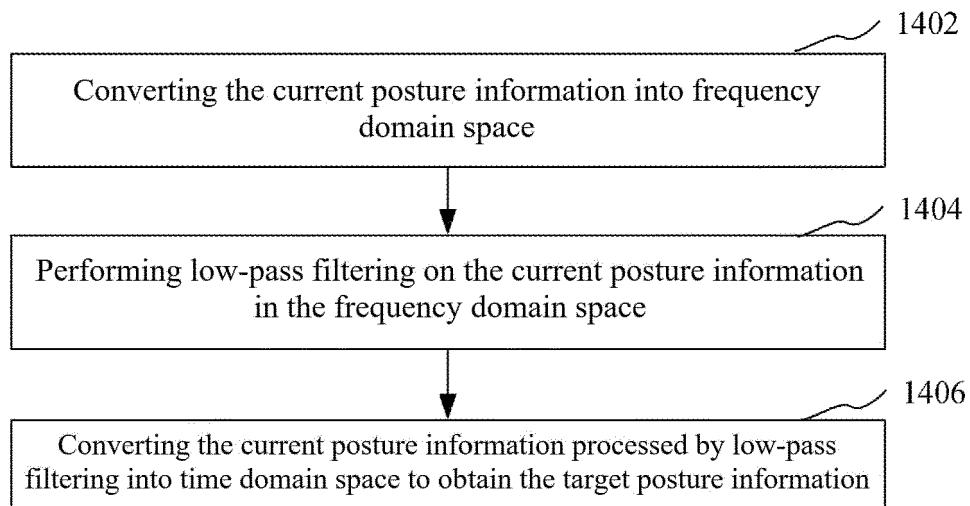 1402
Converting the current posture information into frequency
domain space
1404
Performing low-pass filtering on the current posture information
in the frequency domain space
1406
Converting the current posture information processed by low-pass
filtering into time domain space to obtain the target posture information